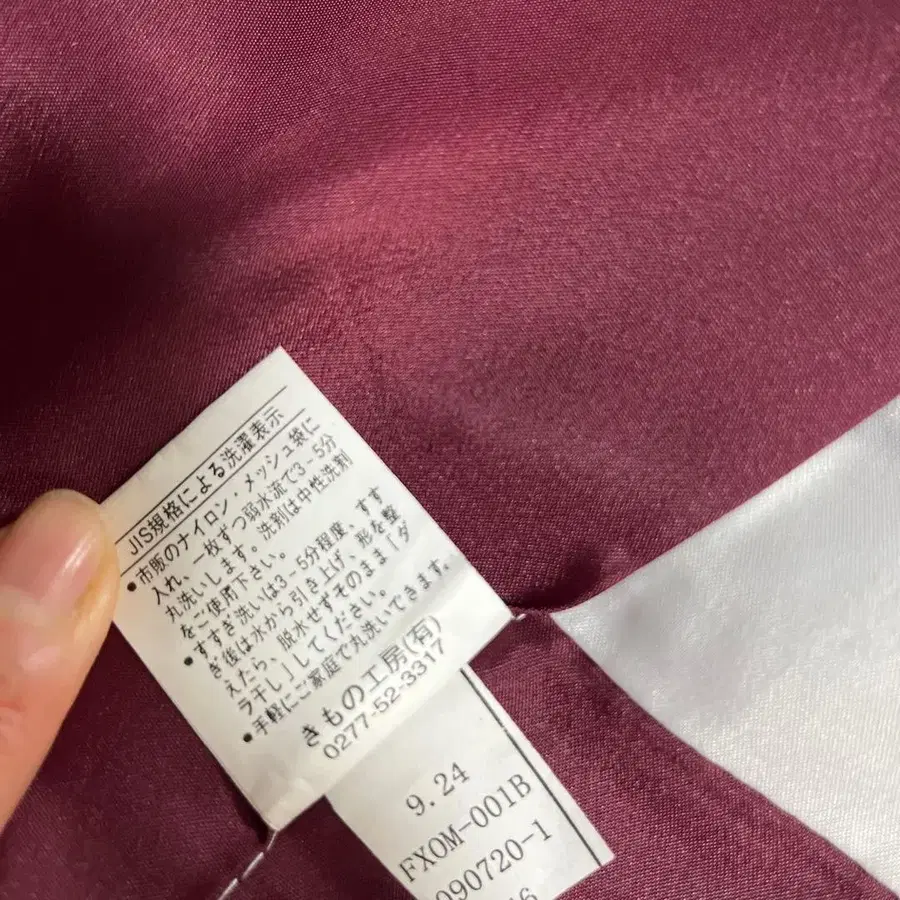 JIS規格による洗濯表示
•市販のナイロン・メッシュ袋に
入れ、一枚ずつ弱水流で3-5分
丸洗いします。洗剤は中性洗剤
をご使用下さい。
•すすぎ洗いは3-5分程度、すす
ぎ後は水から引き上げ、形を整
えたら、脱水せずそのまま「ダ
ラ干し」してください。
•手軽にご家庭で丸洗いできます。
きもの工房(有)
0277-52-3317
9.24
FXOM-001B
090720-1